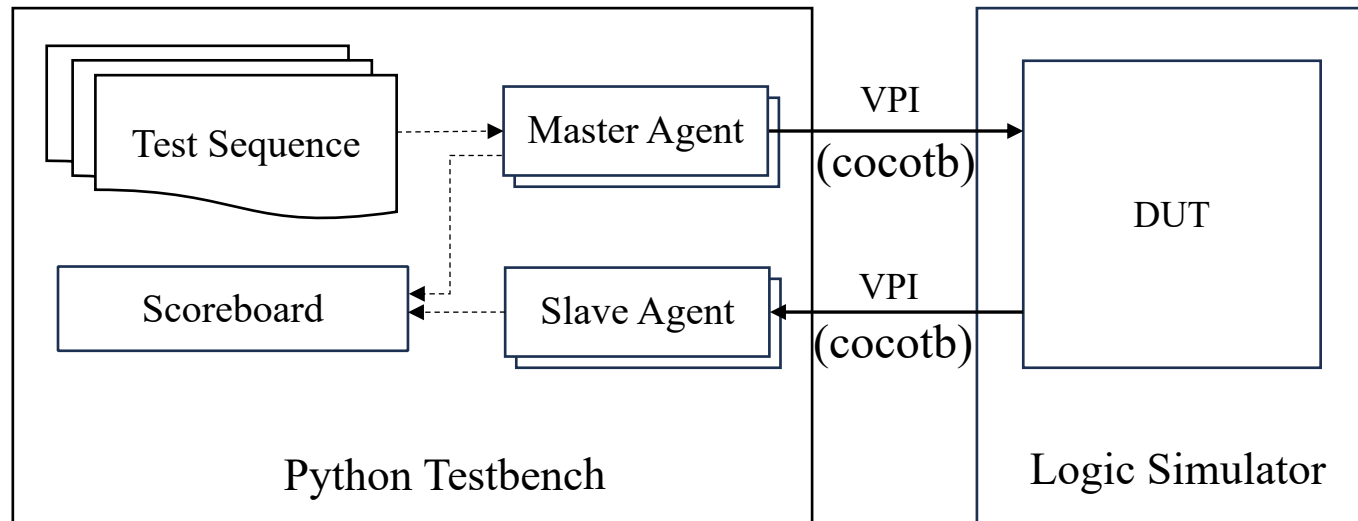 Test Sequence
Master Agent
VPI
(cocotb)
DUT
Scoreboard
Slave Agent
VPI
(cocotb)
Python Testbench
Logic Simulator